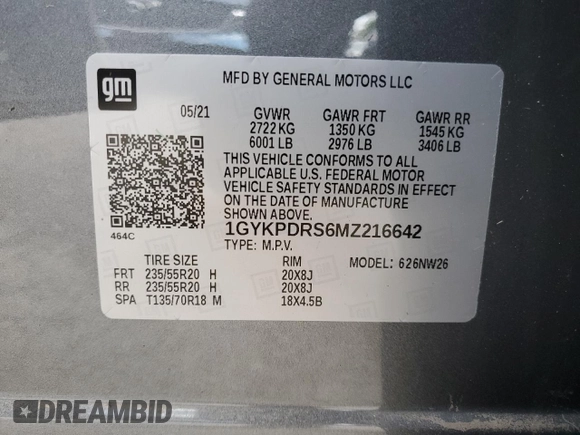 gm
MFD BY GENERAL MOTORS LLC
05/21 GVWR GAWR FRT GAWR RR
2722 KG 1350 KG 1545 KG
6001 LB 2976 LB 3406 LB
THIS VEHICLE CONFORMS TO ALL
APPLICABLE U.S. FEDERAL MOTOR
VEHICLE SAFETY STANDARDS IN EFFECT
ON THE DATE OF MANUFACTURE
SHOWN ABOVE.
464C
1GYKPDRS6MZ216642
TYPE: M.P.V.
TIRE SIZE RIM MODEL: 626NW26
FRT 235/55R20 H 20X8J
RR 235/55R20 H 20X8J
SPA T135/70R18 M 18X4.5B
DREAMBID